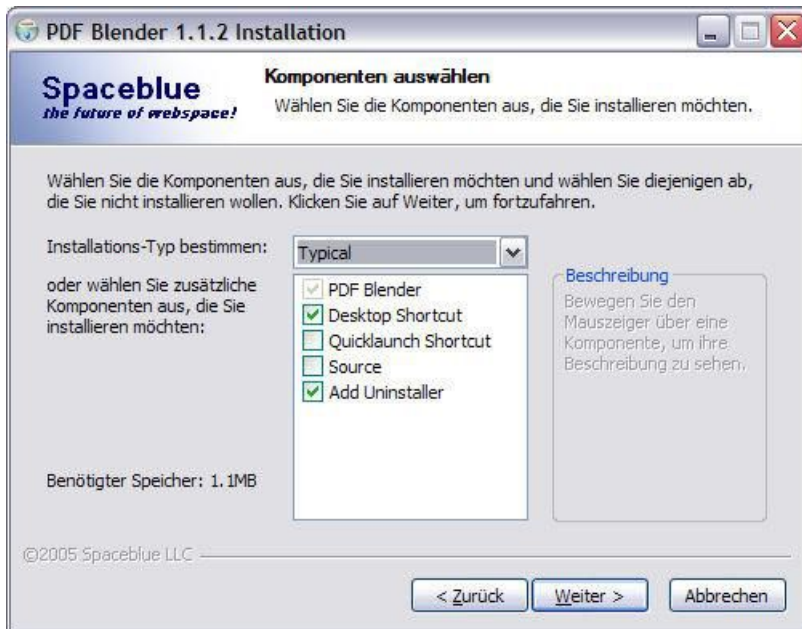 PDF Blender 1.1.2 Installation
Spaceblue
the future of webspace!
Komponenten auswählen
Wählen Sie die Komponenten aus, die Sie installieren möchten.
Wählen Sie die Komponenten aus, die Sie installieren möchten und wählen Sie diejenigen ab,
die Sie nicht installieren wollen. Klicken Sie auf Weiter, um fortzufahren.
Installations-Typ bestimmen:
Typical
oder wählen Sie zusätzliche
Komponenten aus, die Sie
installieren möchten:
PDF Blender
Desktop Shortcut
Quicklaunch Shortcut
Source
Add Uninstaller
Beschreibung
Bewegen Sie den
Mauszeiger über eine
Komponente, um ihre
Beschreibung zu sehen.
Benötigter Speicher: 1.1MB
©2005 Spaceblue LLC
< Zurück
Weiter >
Abbrechen